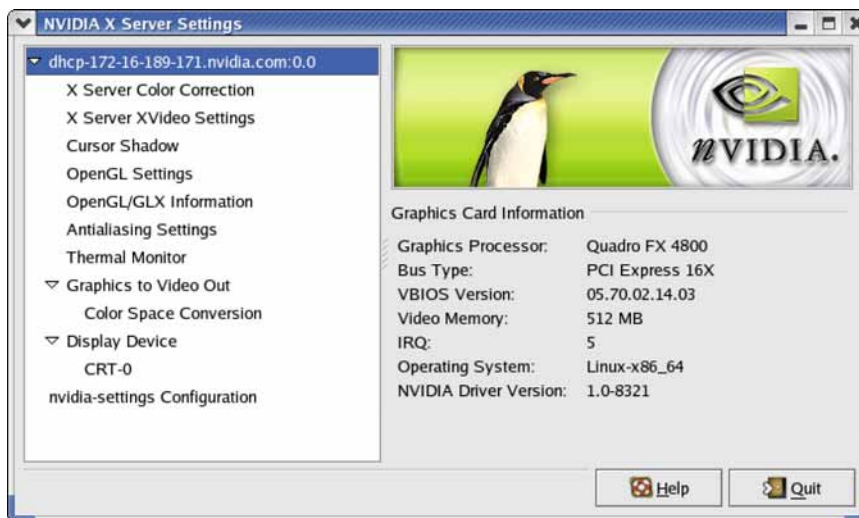 NVIDIA X Server Settings
dhcp-172-16-189-171.nvidia.com:0.0
X Server Color Correction
X Server XVideo Settings
Cursor Shadow
OpenGL Settings
OpenGL/GLX Information
Antialiasing Settings
Thermal Monitor
Graphics to Video Out
Color Space Conversion
Display Device
CRT-0
nvidia-settings Configuration
nVIDIA.
Graphics Card Information
Graphics Processor: Quadro FX 4800
Bus Type: PCI Express 16X
VBIOS Version: 05.70.02.14.03
Video Memory: 512 MB
IRQ: 5
Operating System: Linux-x86_64
NVIDIA Driver Version: 1.0-8321
Help
Quit